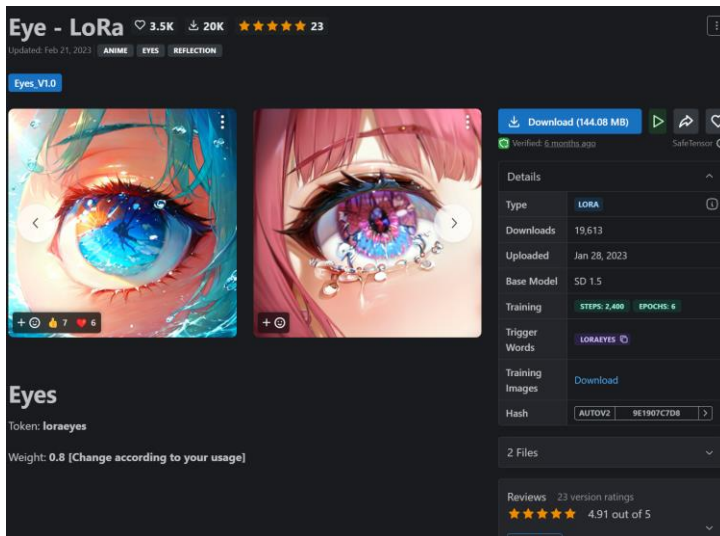 Eye - LoRa 3.5K 20K 23
Updated: Feb 21, 2023 ANIME EYES REFLECTION
Eyes_V1.0
7 6
Eyes
Token: loraeyes
Weight: 0.8 [Change according to your usage]
Download (144.08 MB)
Verified: 6 months ago SafeTensor
Details
Type LORA
Downloads 19,613
Uploaded Jan 28, 2023
Base Model SD 1.5
Training STEPS: 2,400 EPOCHS: 6
Trigger
Words
LORAEYES
Training
Images
Download
Hash AUTOV2 9E1907C7D8
2 Files
Reviews 23 version ratings
4.91 out of 5